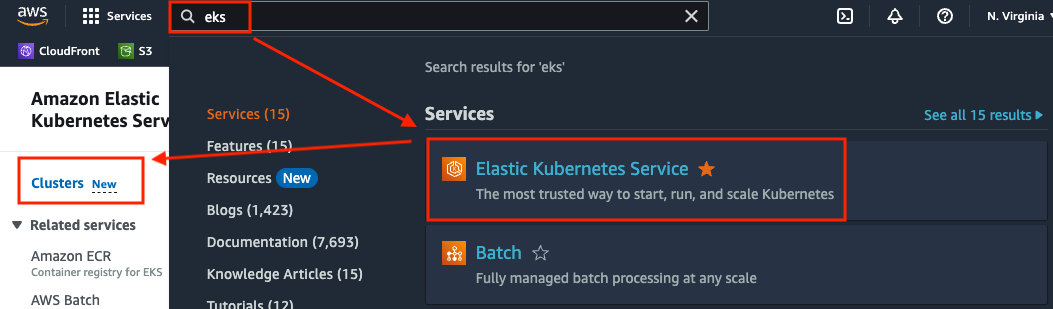 aws
Services
eks
N. Virginia
CloudFront
S3
Search results for 'eks'
Amazon Elastic
Kubernetes Serv
Clusters New
Related services
Amazon ECR
Container registry for EKS
AWS Batch
Services (15)
Features (15)
Resources New
Blogs (1,423)
Documentation (7,693)
Knowledge Articles (15)
Tutorials (12)
Services
See all 15 results
Elastic Kubernetes Service
The most trusted way to start, run, and scale Kubernetes
Batch
Fully managed batch processing at any scale